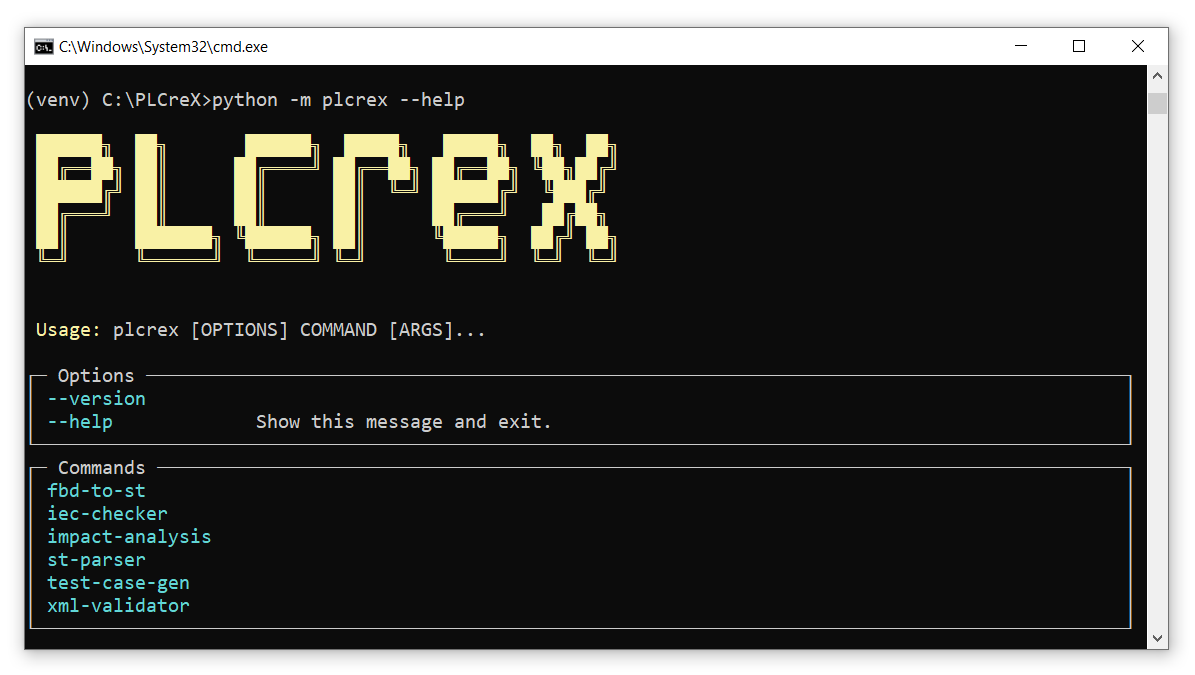 C:\Windows\System32\cmd.exe
(venv) C:\PLCreX>python -m plcrex --help
PLCreX
Usage: plcrex [OPTIONS] COMMAND [ARGS]...
Options
--version
--help Show this message and exit.
Commands
fbd-to-st
iec-checker
impact-analysis
st-parser
test-case-gen
xml-validator